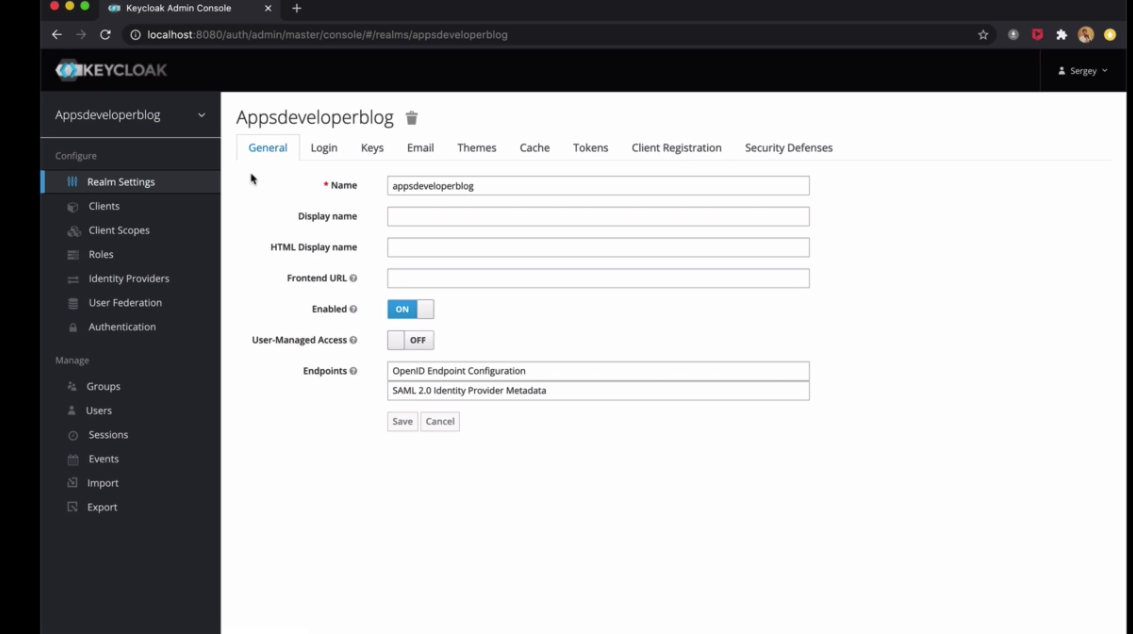 Keycloak Admin Console
localhost:8080/auth/admin/master/console/#/realms/appsdeveloperblog
KEYCLOAK
Sergey
Appsdeveloperblog
Configure
Realm Settings
Clients
Client Scopes
Roles
Identity Providers
User Federation
Authentication
Manage
Groups
Users
Sessions
Events
Import
Export
Appsdeveloperblog
General Login Keys Email Themes Cache Tokens Client Registration Security Defenses
* Name appsdeveloperblog
Display name
HTML Display name
Frontend URL
Enabled ON
User-Managed Access OFF
Endpoints OpenID Endpoint Configuration
SAML 2.0 Identity Provider Metadata
Save Cancel